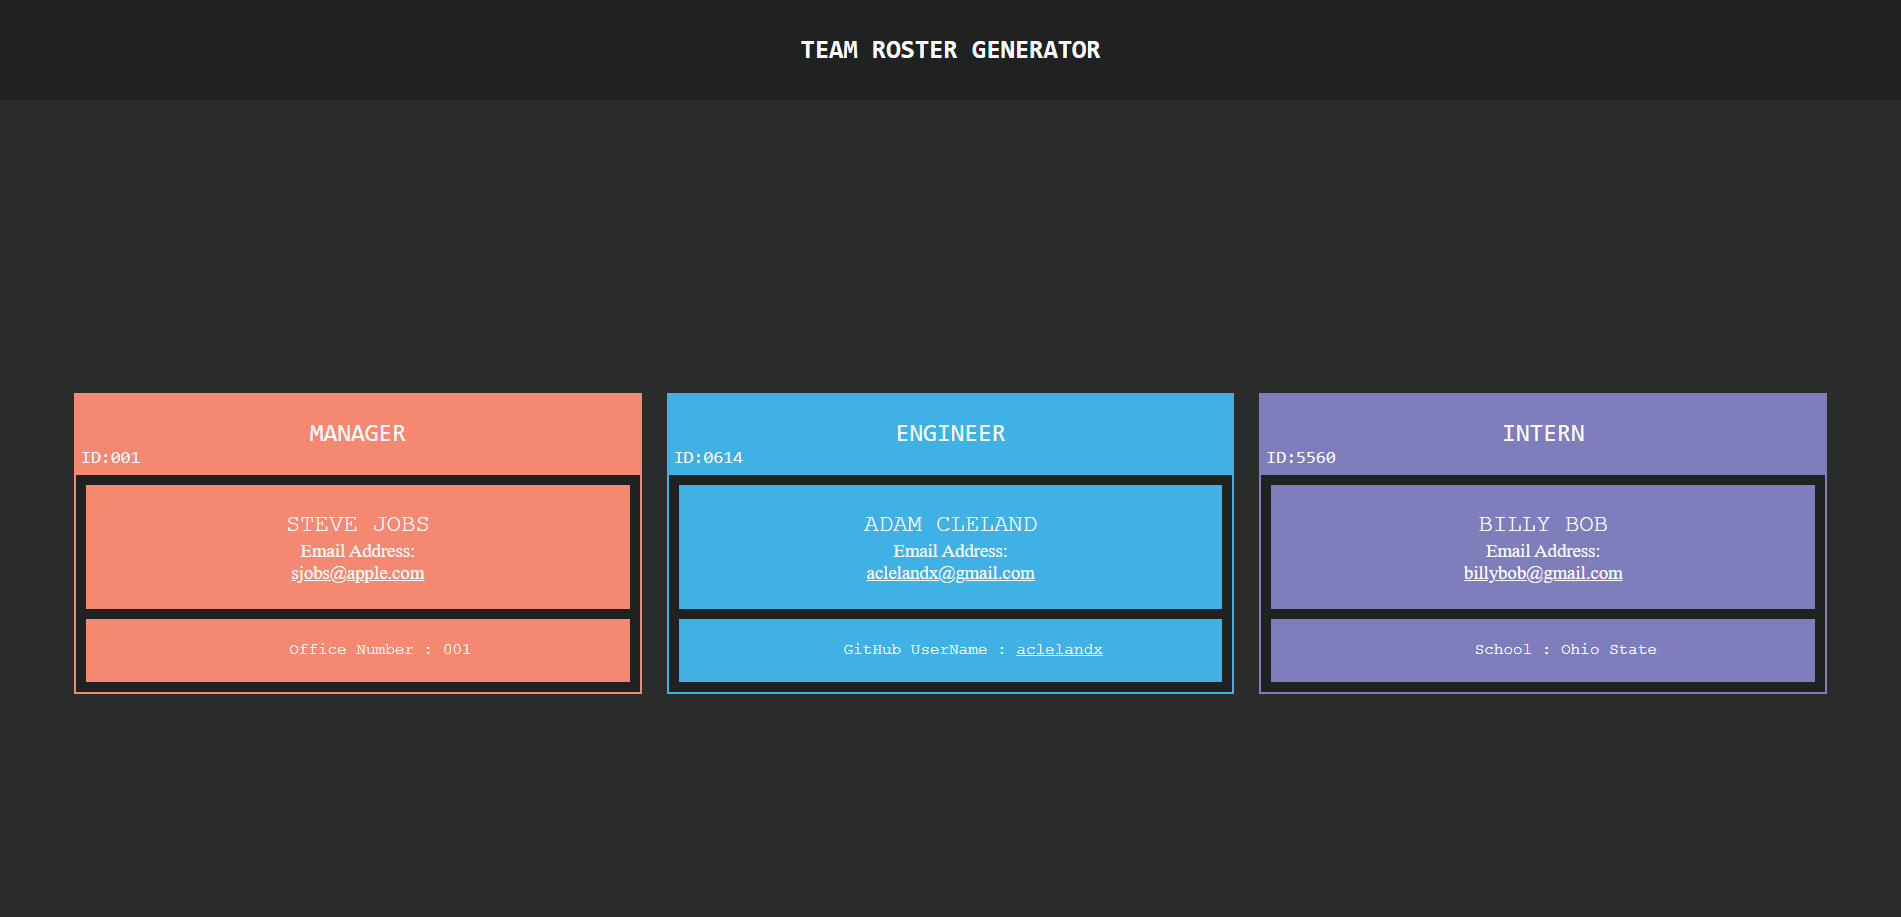 TEAM ROSTER GENERATOR
MANAGER
ID:001
STEVE JOBS
Email Address:
sjobs@apple.com
Office Number : 001
ENGINEER
ID:0614
ADAM CLELAND
Email Address:
aclelandx@gmail.com
GitHub UserName : aclelandx
INTERN
ID:5560
BILLY BOB
Email Address:
billybob@gmail.com
School : Ohio State